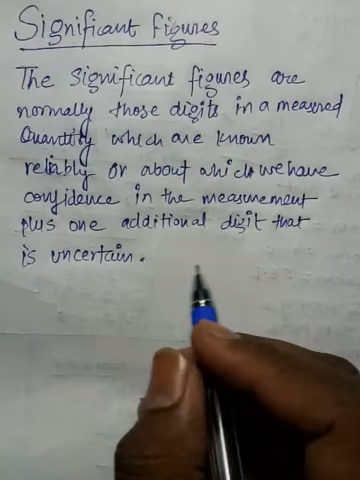 Significant figures
The significant figures are
normally those digits in a measured
Quantity which are known
reliably or about which we have
confidence in the measurement
plus one additional digit that
is uncertain.